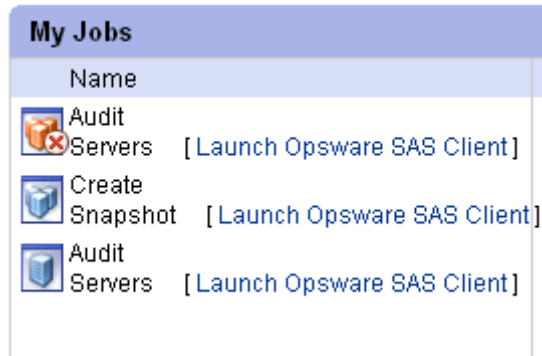 My Jobs
Name
Audit
Servers [ Launch Opsware SAS Client ]
Create
Snapshot [ Launch Opsware SAS Client ]
Audit
Servers [ Launch Opsware SAS Client ]